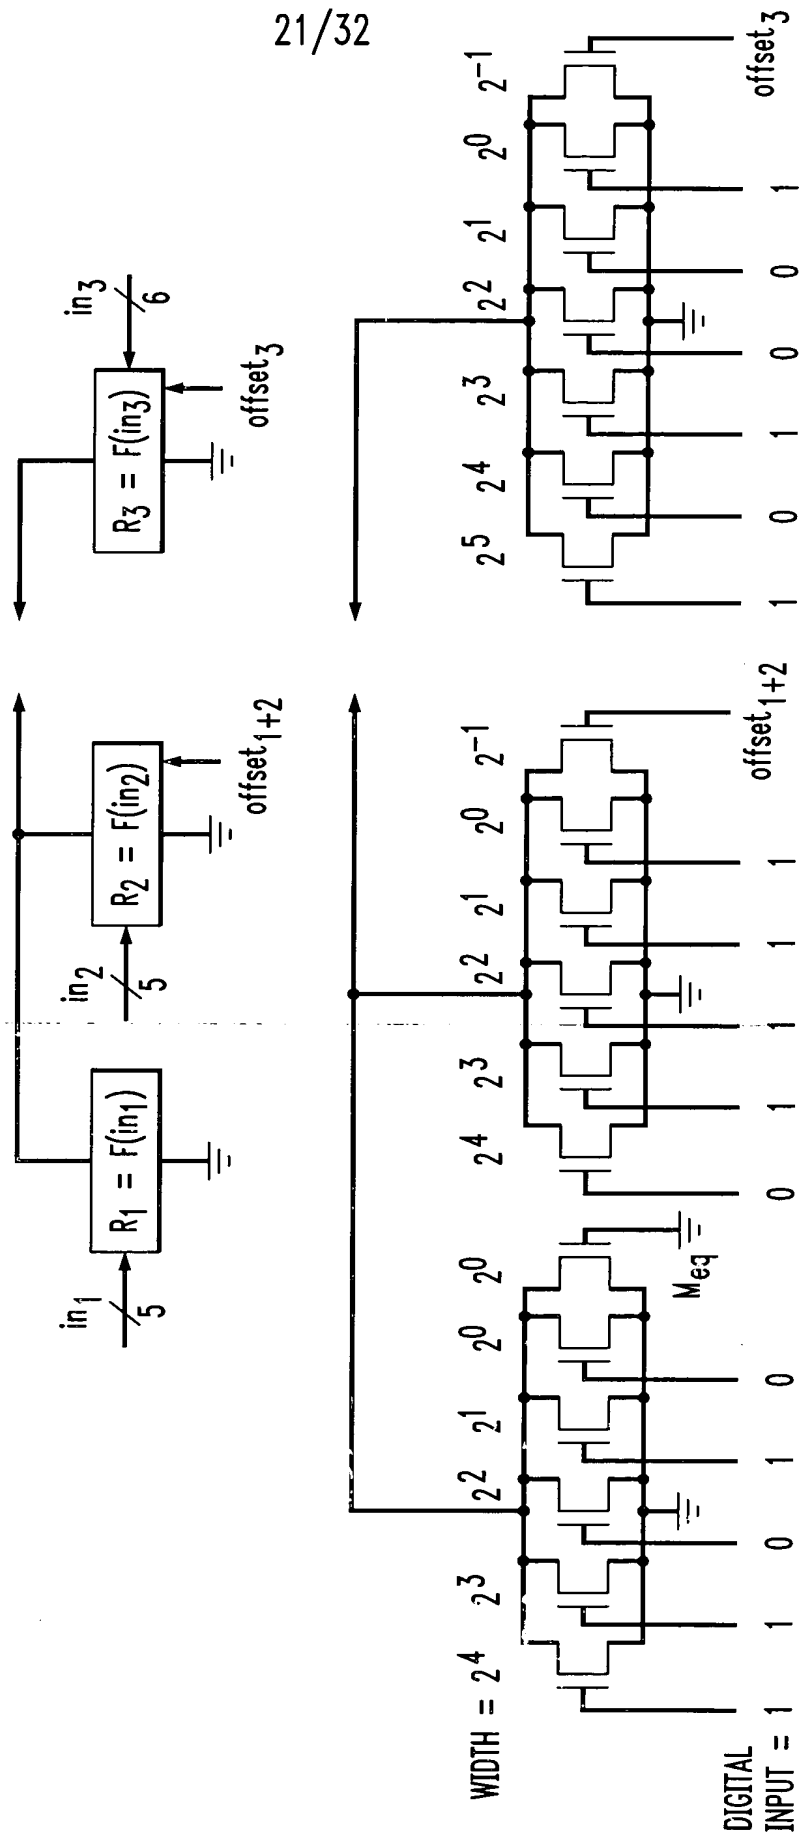 21/32
in1
5
R1 = F(in1)
in2
5
R2 = F(in2)
offset1+2
R3 = F(in3)
offset3
in3
6
WIDTH = 2^4 2^3 2^2 2^1 2^0 2^0
2^4 2^3 2^2 2^1 2^0 2^-1
2^5 2^4 2^3 2^2 2^1 2^0 2^-1
Meq
DIGITAL
INPUT = 1 1 0 1 0
0 1 1 1 1 offset1+2
1 0 1 0 0 1 offset3